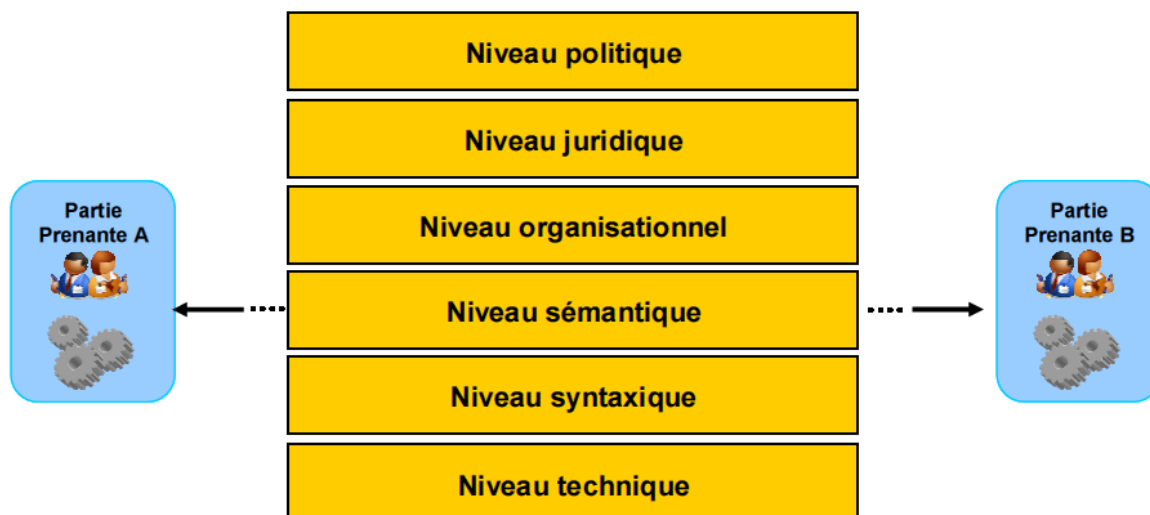 Niveau politique
Niveau juridique
Partie
Prenante A
Niveau organisationnel
Partie
Prenante B
Niveau sémantique
Niveau syntaxique
Niveau technique